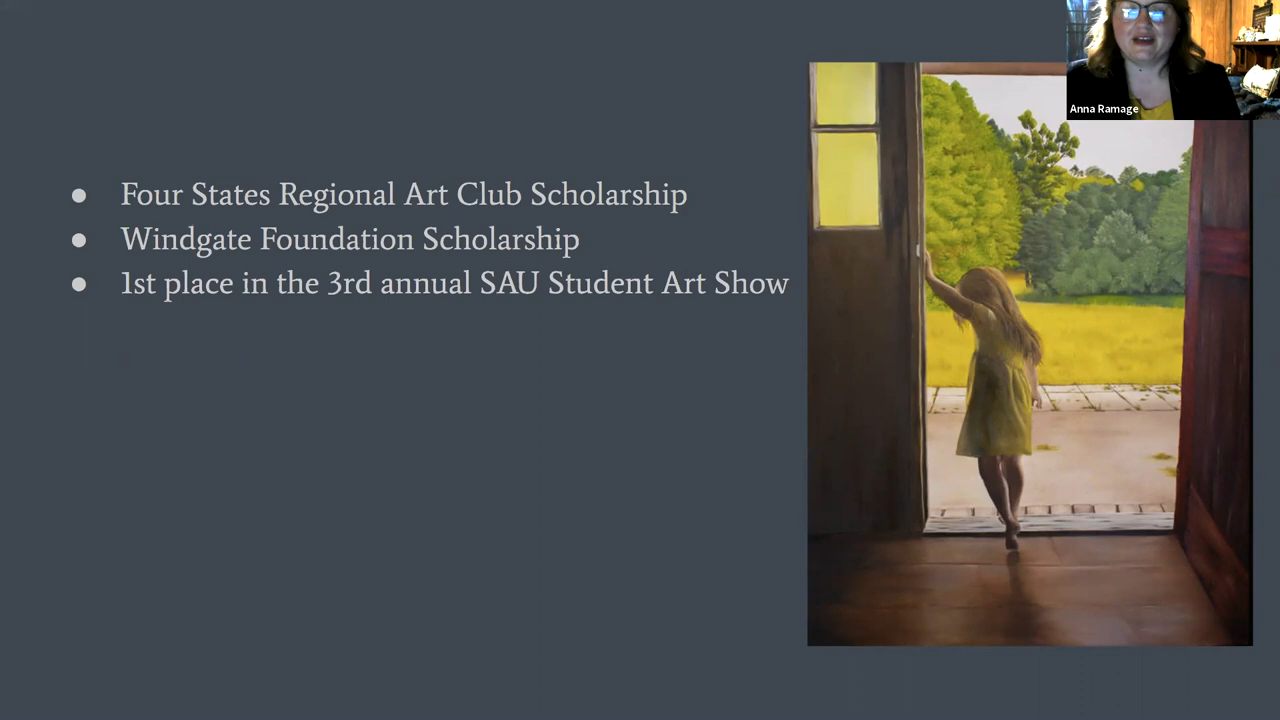 Anna Ramage
● Four States Regional Art Club Scholarship
● Windgate Foundation Scholarship
● 1st place in the 3rd annual SAU Student Art Show